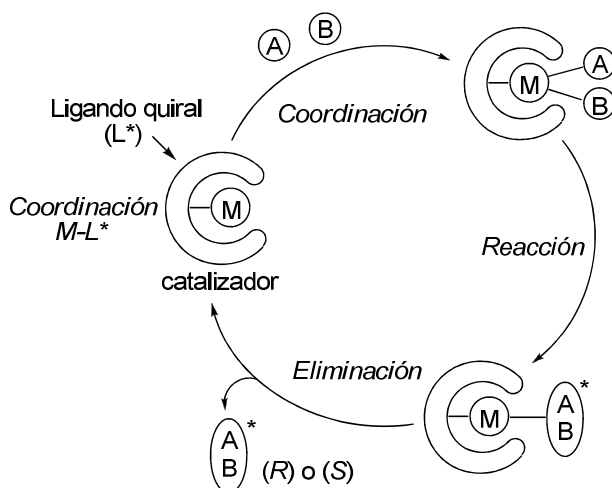 A B
A
M
B
Coordinación
Ligando quiral
(L*)
Coordinación
M-L*
M
catalizador
Reacción
Eliminación
M
A *
B
A *
B
(R) o (S)